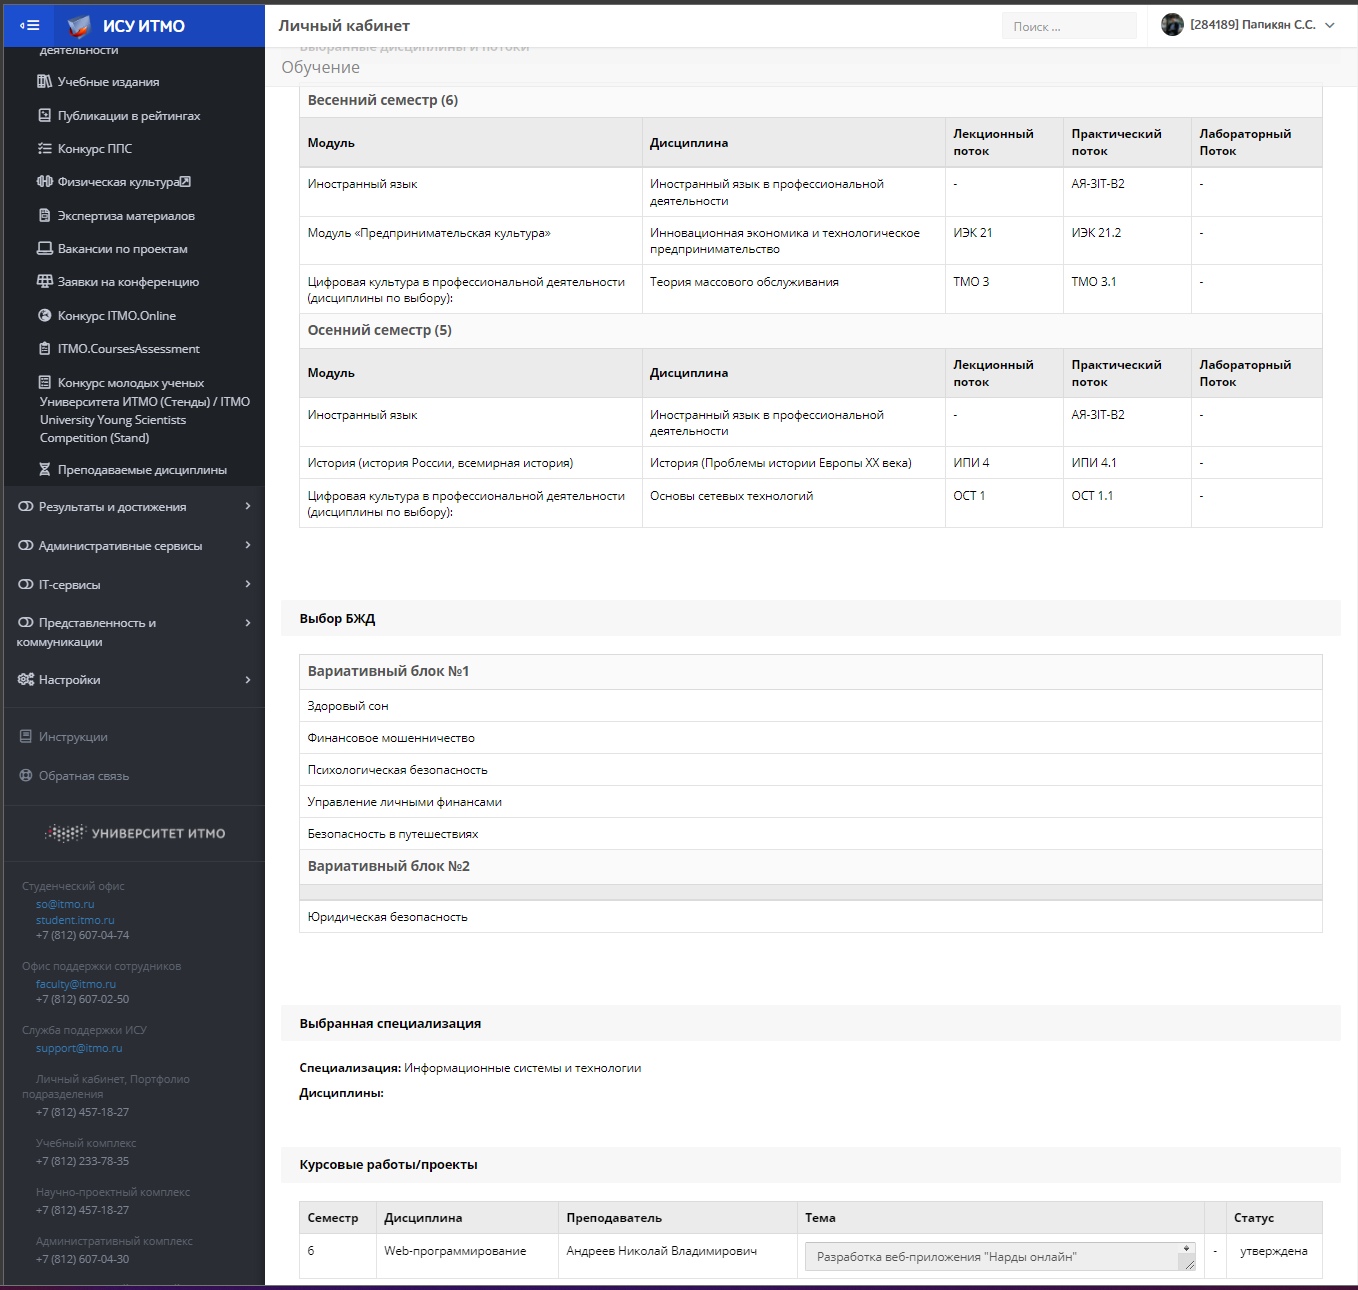 ИСУ ИТМО
Личный кабинет
Поиск ...
[284189] Папикян С.С.
деятельности
Учебные издания
Публикации в рейтингах
Конкурс ППС
Физическая культура
Экспертиза материалов
Вакансии по проектам
Заявки на конференцию
Конкурс ITMO.Online
ITMO.CoursesAssessment
Конкурс молодых ученых
Университета ИТМО (Стенды) / ITMO
University Young Scientists
Competition (Stand)
Преподаваемые дисциплины
Результаты и достижения
Административные сервисы
IT-сервисы
Представленность и
коммуникации
Настройки
Инструкции
Обратная связь
УНИВЕРСИТЕТ ИТМО
Студенческий офис
so@itmo.ru
student.itmo.ru
+7 (812) 607-04-74
Офис поддержки сотрудников
faculty@itmo.ru
+7 (812) 607-02-50
Служба поддержки ИСУ
support@itmo.ru
Личный кабинет, Портфолио
подразделения
+7 (812) 457-18-27
Учебный комплекс
+7 (812) 233-78-35
Научно-проектный комплекс
+7 (812) 457-18-27
Административный комплекс
+7 (812) 607-04-30
Выбранные дисциплины и потоки
Обучение
Весенний семестр (6)
Модуль Дисциплина Лекционный поток Практический поток Лабораторный Поток
Иностранный язык Иностранный язык в профессиональной деятельности - АЯ-3IT-B2 -
Модуль «Предпринимательская культура» Инновационная экономика и технологическое предпринимательство ИЭК 21 ИЭК 21.2 -
Цифровая культура в профессиональной деятельности (дисциплины по выбору): Теория массового обслуживания ТМО 3 ТМО 3.1 -
Осенний семестр (5)
Модуль Дисциплина Лекционный поток Практический поток Лабораторный Поток
Иностранный язык Иностранный язык в профессиональной деятельности - АЯ-3IT-B2 -
История (история России, всемирная история) История (Проблемы истории Европы XX века) ИПИ 4 ИПИ 4.1 -
Цифровая культура в профессиональной деятельности (дисциплины по выбору): Основы сетевых технологий ОСТ 1 ОСТ 1.1 -
Выбор БЖД
Вариативный блок №1
Здоровый сон
Финансовое мошенничество
Психологическая безопасность
Управление личными финансами
Безопасность в путешествиях
Вариативный блок №2
Юридическая безопасность
Выбранная специализация
Специализация: Информационные системы и технологии
Дисциплины:
Курсовые работы/проекты
Семестр Дисциплина Преподаватель Тема Статус
6 Web-программирование Андреев Николай Владимирович Разработка веб-приложения "Нарды онлайн" - утверждена